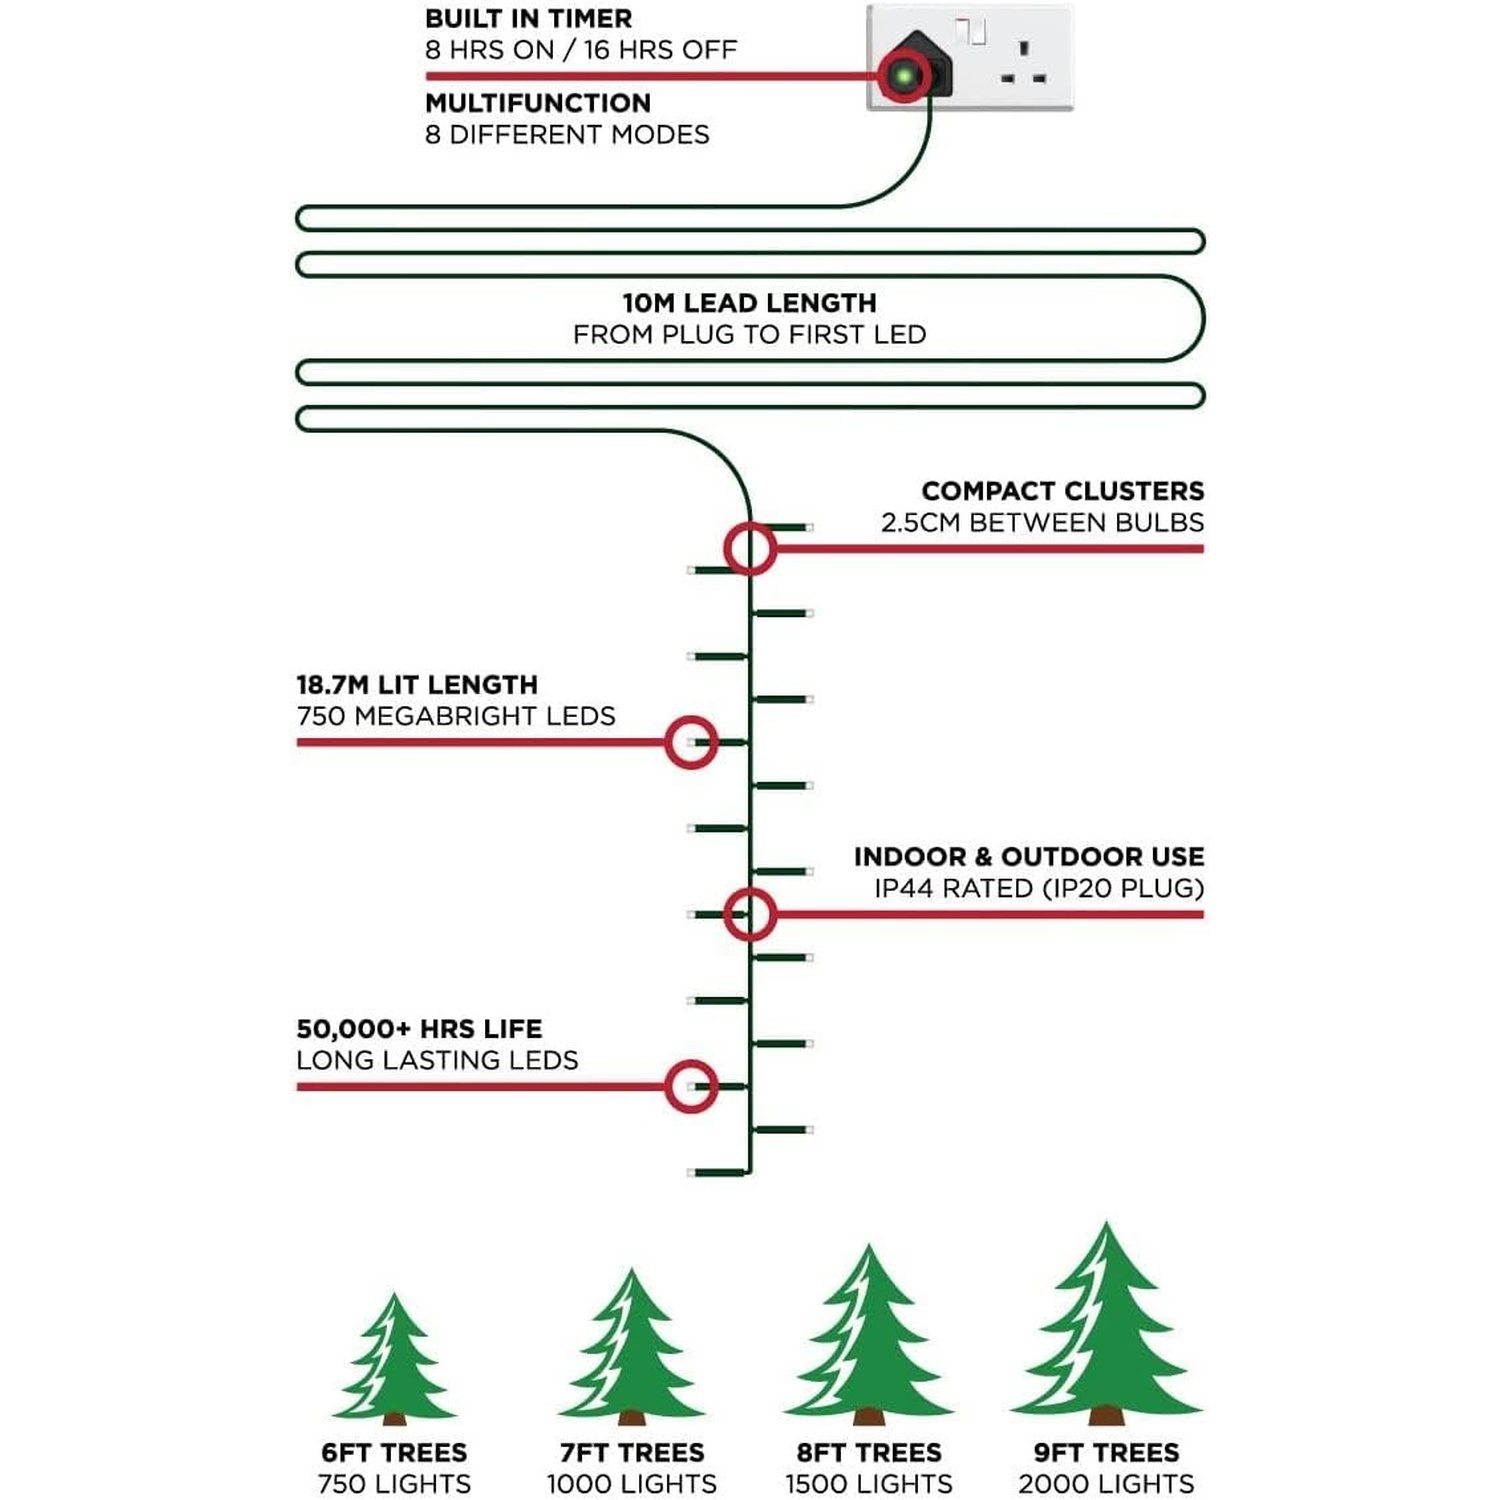 BUILT IN TIMER
8 HRS ON / 16 HRS OFF
MULTIFUNCTION
8 DIFFERENT MODES
10M LEAD LENGTH
FROM PLUG TO FIRST LED
COMPACT CLUSTERS
2.5CM BETWEEN BULBS
18.7M LIT LENGTH
750 MEGABRIGHT LEDS
INDOOR & OUTDOOR USE
IP44 RATED (IP20 PLUG)
50,000+ HRS LIFE
LONG LASTING LEDS
6FT TREES
750 LIGHTS
7FT TREES
1000 LIGHTS
8FT TREES
1500 LIGHTS
9FT TREES
2000 LIGHTS